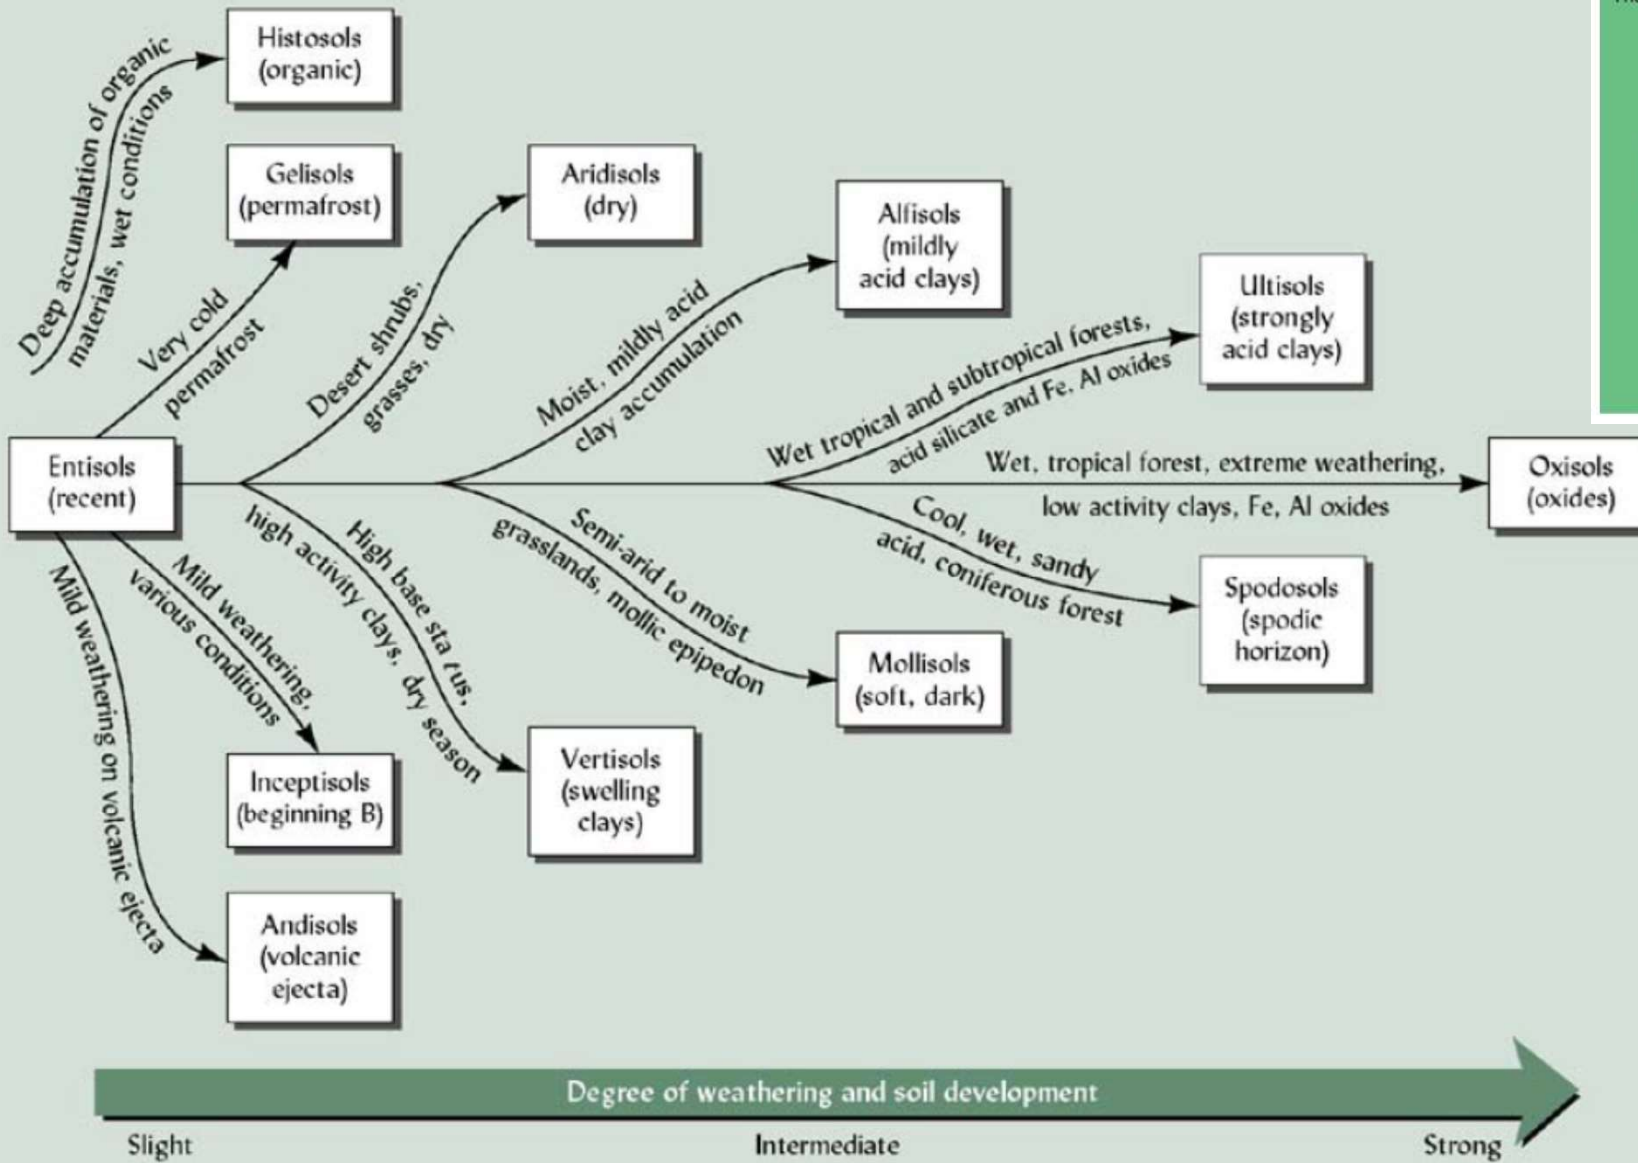 Histosols
(organic)
Deep accumulation of organic
materials, wet conditions
Gelisols
(permafrost)
Very cold
permafrost
Aridisols
(dry)
Desert shrubs,
grasses, dry
Alfisols
(mildly
acid clays)
Moist, mildly acid
clay accumulation
Ultisols
(strongly
acid clays)
Wet tropical and subtropical forests,
acid silicate and Fe, Al oxides
Entisols
(recent)
Wet, tropical forest, extreme weathering,
low activity clays, Fe, Al oxides
Oxisols
(oxides)
Cool, wet, sandy
acid, coniferous forest
Spodosols
(spodic
horizon)
Semi-arid to moist
grasslands, mollic epipedon
Mollisols
(soft, dark)
High base status,
high activity clays, dry season
Vertisols
(swelling
clays)
Mild weathering,
various conditions
Inceptisols
(beginning B)
Mild weathering on volcanic ejecta
Andisols
(volcanic
ejecta)
Degree of weathering and soil development
Slight
Intermediate
Strong